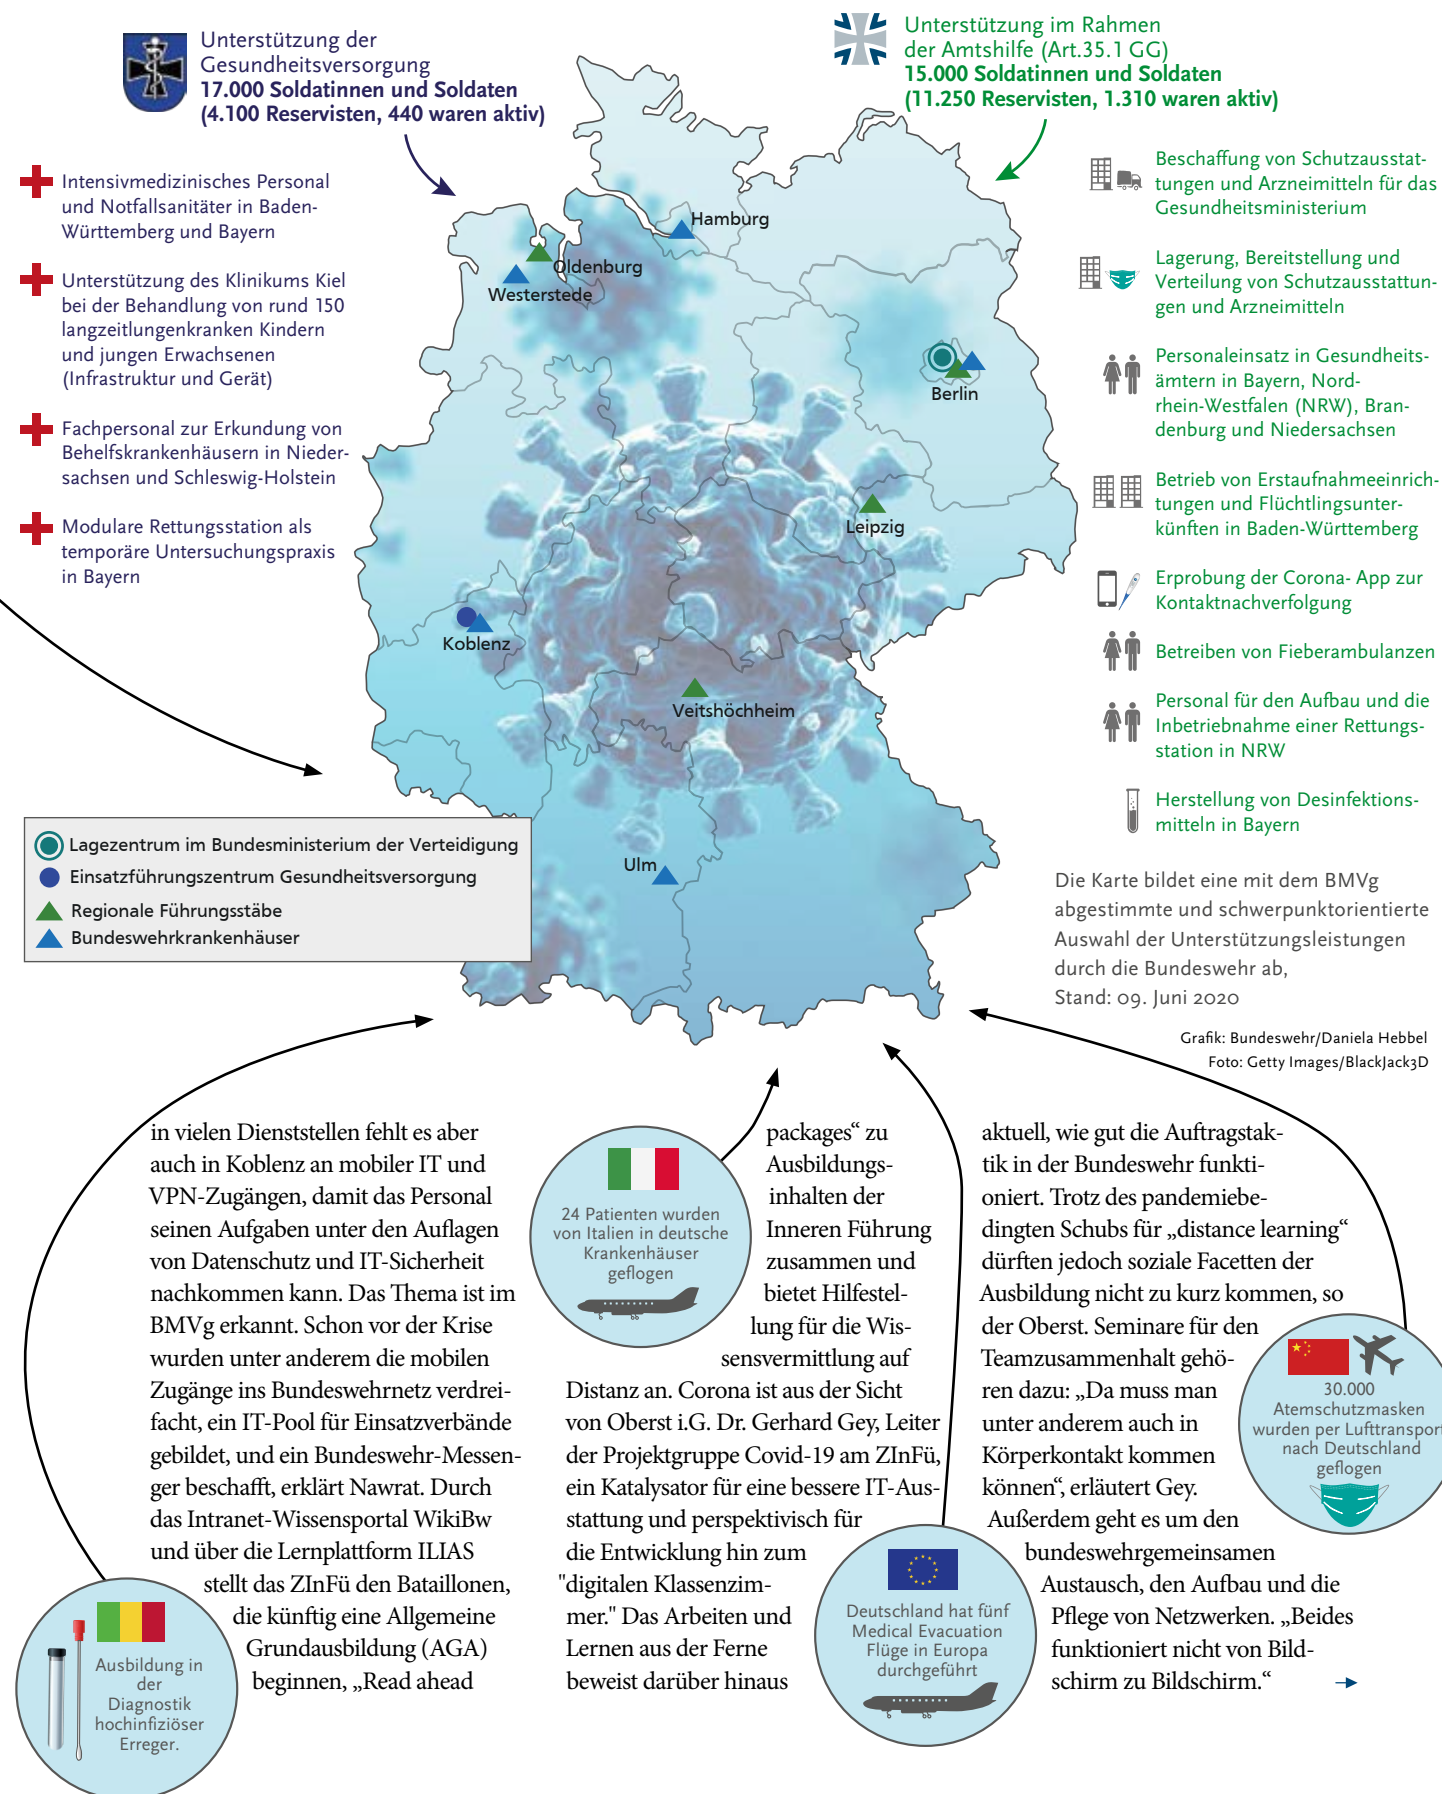 Unterstützung der
Gesundheitsversorgung
17.000 Soldatinnen und Soldaten
(4.100 Reservisten, 440 waren aktiv)
Unterstützung im Rahmen
der Amtshilfe (Art.35.1 GG)
15.000 Soldatinnen und Soldaten
(11.250 Reservisten, 1.310 waren aktiv)
Intensivmedizinisches Personal
und Notfallsanitäter in Baden-
Württemberg und Bayern
Unterstützung des Klinikums Kiel
bei der Behandlung von rund 150
langzeitlungenkranken Kindern
und jungen Erwachsenen
(Infrastruktur und Gerät)
Fachpersonal zur Erkundung von
Behelfskrankenhäusern in Nieder-
sachsen und Schleswig-Holstein
Modulare Rettungsstation als
temporäre Untersuchungspraxis
in Bayern
Hamburg
Oldenburg
Westerstede
Berlin
Leipzig
Koblenz
Veitshöchheim
Ulm
Beschaffung von Schutzausstat-
tungen und Arzneimitteln für das
Gesundheitsministerium
Lagerung, Bereitstellung und
Verteilung von Schutzausstattun-
gen und Arzneimitteln
Personaleinsatz in Gesundheits-
ämtern in Bayern, Nord-
rhein-Westfalen (NRW), Bran-
denburg und Niedersachsen
Betrieb von Erstaufnahmeeinrich-
tungen und Flüchtlingsunter-
künften in Baden-Württemberg
Erprobung der Corona- App zur
Kontaktnachverfolgung
Betreiben von Fieberambulanzen
Personal für den Aufbau und die
Inbetriebnahme einer Rettungs-
station in NRW
Herstellung von Desinfektions-
mitteln in Bayern
Lagezentrum im Bundesministerium der Verteidigung
Einsatzführungszentrum Gesundheitsversorgung
Regionale Führungsstäbe
Bundeswehrkrankenhäuser
Die Karte bildet eine mit dem BMVg
abgestimmte und schwerpunktorientierte
Auswahl der Unterstützungsleistungen
durch die Bundeswehr ab,
Stand: 09. Juni 2020
Grafik: Bundeswehr/Daniela Hebbel
Foto: Getty Images/BlackJack3D
in vielen Dienststellen fehlt es aber
auch in Koblenz an mobiler IT und
VPN-Zugängen, damit das Personal
seinen Aufgaben unter den Auflagen
von Datenschutz und IT-Sicherheit
nachkommen kann. Das Thema ist im
BMVg erkannt. Schon vor der Krise
wurden unter anderem die mobilen
Zugänge ins Bundeswehrnetz verdrei-
facht, ein IT-Pool für Einsatzverbände
gebildet, und ein Bundeswehr-Messen-
ger beschafft, erklärt Nawrat. Durch
das Intranet-Wissensportal WikiBw
und über die Lernplattform ILIAS
stellt das ZInFü den Bataillonen,
die künftig eine Allgemeine
Grundausbildung (AGA)
beginnen, „Read ahead
Ausbildung in
der
Diagnostik
hochinfiziöser
Erreger.
24 Patienten wurden
von Italien in deutsche
Krankenhäuser
geflogen
packages“ zu
Ausbildungs-
inhalten der
Inneren Führung
zusammen und
bietet Hilfestel-
lung für die Wis-
sensvermittlung auf
Distanz an. Corona ist aus der Sicht
von Oberst i.G. Dr. Gerhard Gey, Leiter
der Projektgruppe Covid-19 am ZInFü,
ein Katalysator für eine bessere IT-Aus-
stattung und perspektivisch für
die Entwicklung hin zum
"digitalen Klassenzim-
mer." Das Arbeiten und
Lernen aus der Ferne
beweist darüber hinaus
Deutschland hat fünf
Medical Evacuation
Flüge in Europa
durchgeführt
aktuell, wie gut die Auftragstak-
tik in der Bundeswehr funkti-
oniert. Trotz des pandemiebe-
dingten Schubs für „distance learning“
dürften jedoch soziale Facetten der
Ausbildung nicht zu kurz kommen, so
der Oberst. Seminare für den
Teamzusammenhalt gehö-
ren dazu: „Da muss man
unter anderem auch in
Körperkontakt kommen
können“, erläutert Gey.
Außerdem geht es um den
bundeswehrgemeinsamen
Austausch, den Aufbau und die
Pflege von Netzwerken. „Beides
funktioniert nicht von Bild-
schirm zu Bildschirm.“
30.000
Atemschutzmasken
wurden per Lufttransport
nach Deutschland
geflogen